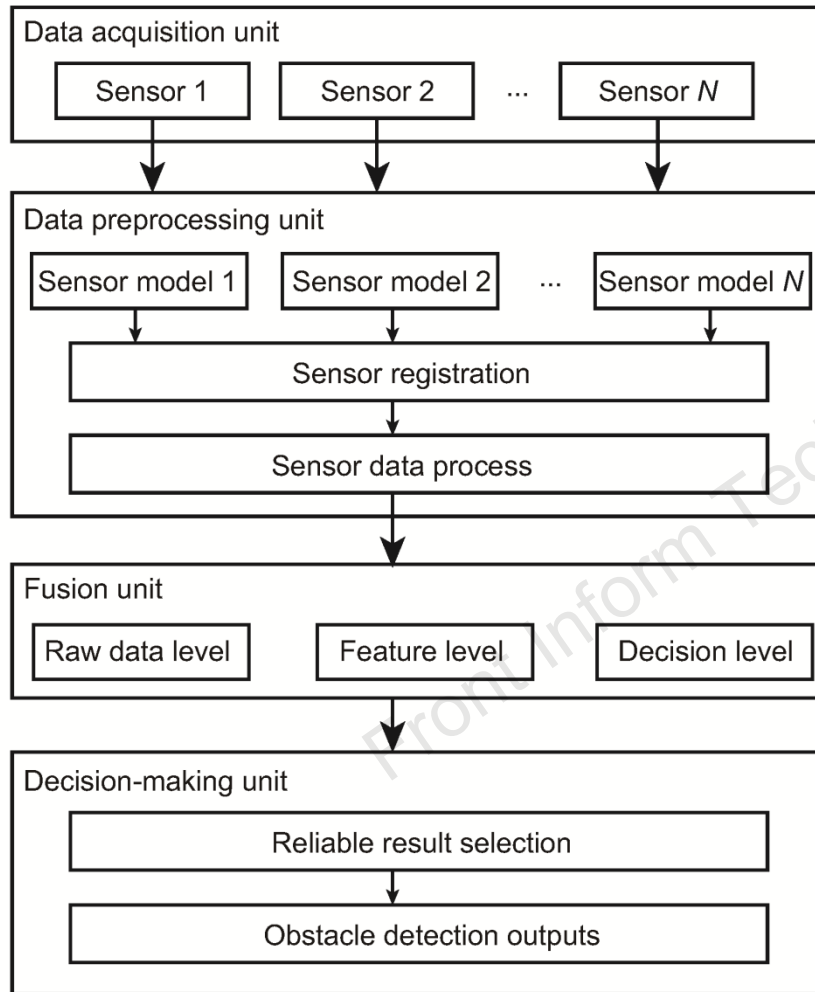 Data acquisition unit
Sensor 1 Sensor 2 ... Sensor N
Data preprocessing unit
Sensor model 1 Sensor model 2 ... Sensor model N
Sensor registration
Sensor data process
Fusion unit
Raw data level Feature level Decision level
Decision-making unit
Reliable result selection
Obstacle detection outputs
Front Inform